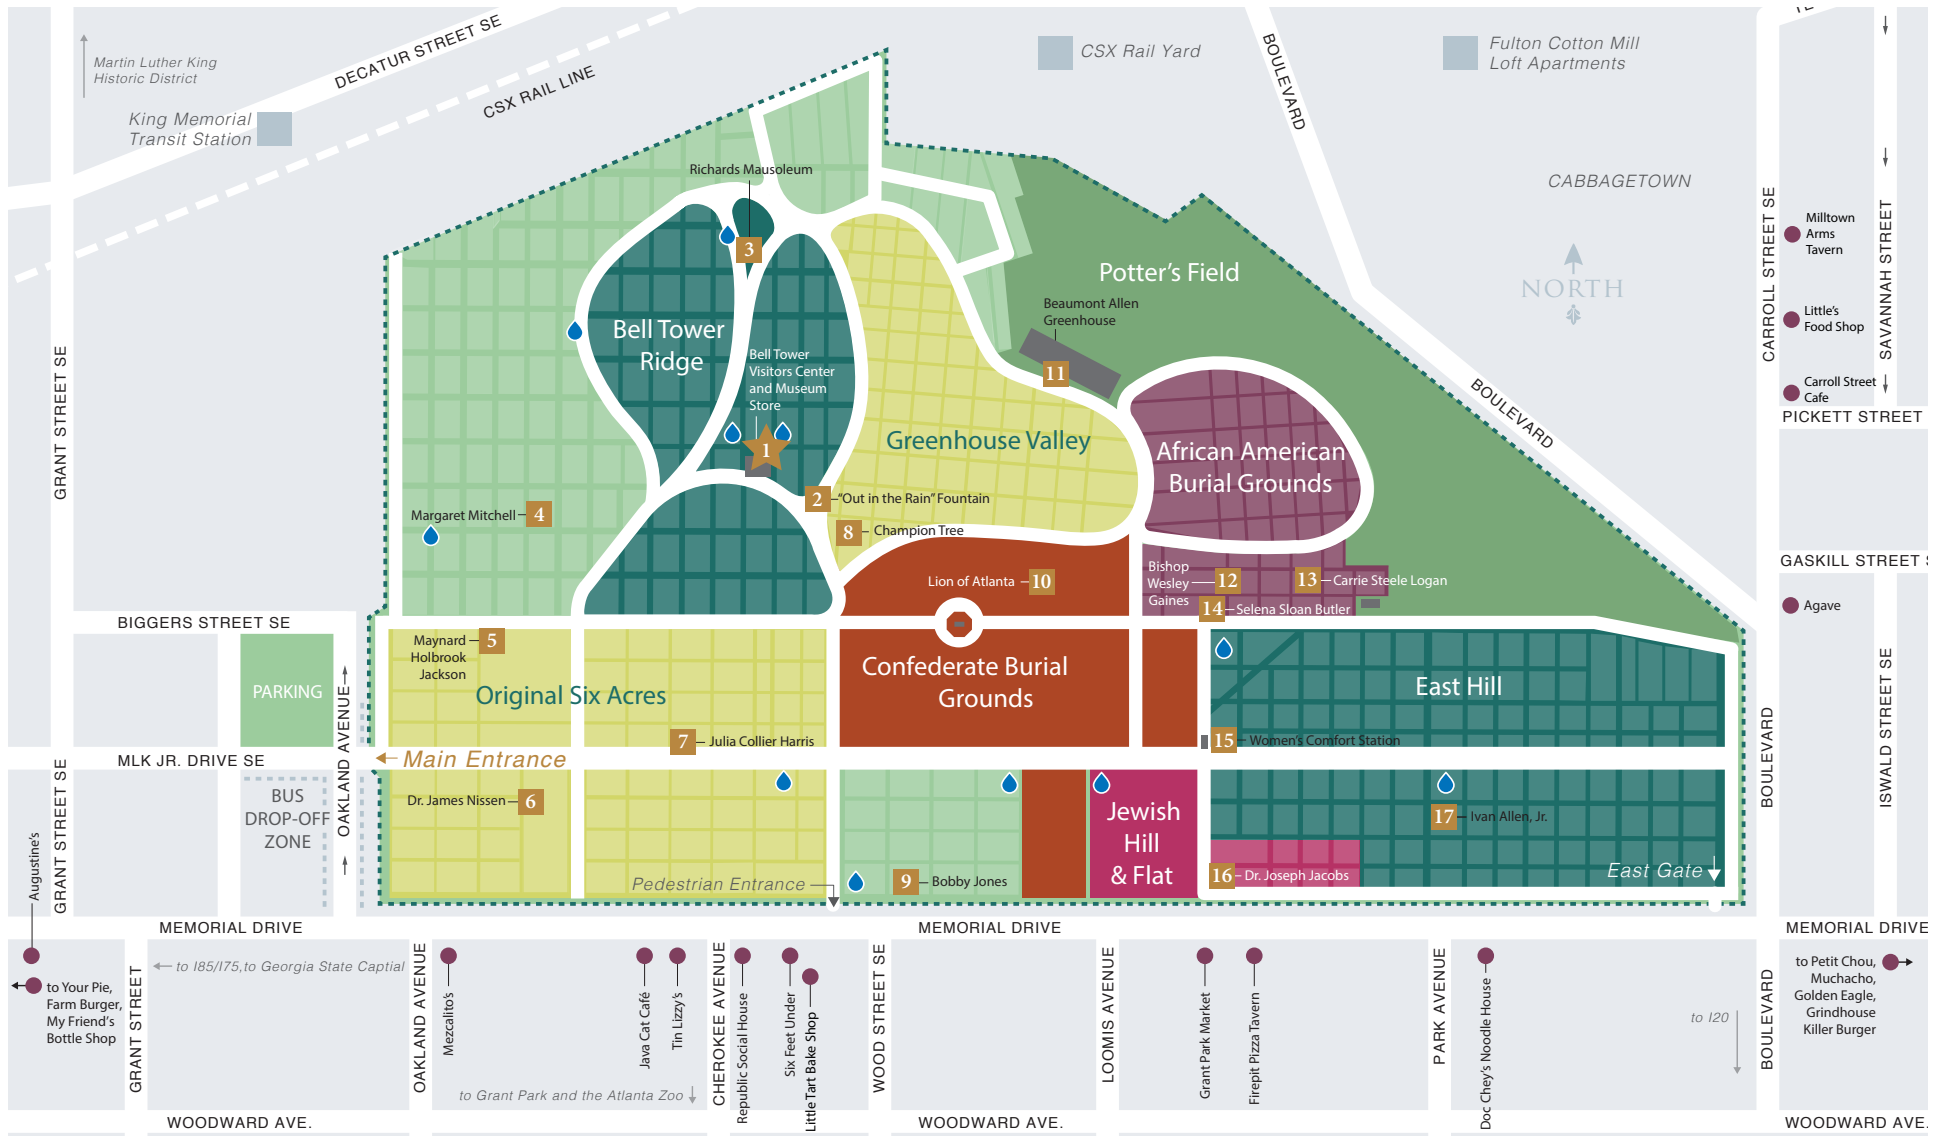 Martin Luther King
Historic District
DECATUR STREET SE
CSX RAIL LINE
King Memorial
Transit Station
CSX Rail Yard
BOULEVARD
Fulton Cotton Mill
Loft Apartments
CABBAGETOWN
NORTH
CARROLL STREET SE
SAVANNAH STREET
Milltown
Arms
Tavern
Little's
Food Shop
Carroll Street
Cafe
PICKETT STREET
BOULEVARD
GASKILL STREET
Agave
GRANT STREET SE
Richards Mausoleum
3
Bell Tower
Ridge
Bell Tower
Visitors Center
and Museum
Store
1
Potter's Field
Beaumont Allen
Greenhouse
11
Greenhouse Valley
African American
Burial Grounds
Margaret Mitchell
4
2
"Out in the Rain" Fountain
8
Champion Tree
Lion of Atlanta
10
Bishop
Wesley
Gaines
12
13
Carrie Steele Logan
14
Selena Sloan Butler
BIGGERS STREET SE
PARKING
OAKLAND AVENUE
Maynard
Holbrook
Jackson
5
Original Six Acres
7
Julia Collier Harris
Confederate Burial
Grounds
East Hill
15
Women's Comfort Station
MLK JR. DRIVE SE
Main Entrance
BUS
DROP-OFF
ZONE
Dr. James Nissen
6
Pedestrian Entrance
9
Bobby Jones
Jewish
Hill
& Flat
16
Dr. Joseph Jacobs
17
Ivan Allen, Jr.
East Gate
BOULEVARD
ISWALD STREET SE
GRANT STREET SE
Augustine's
MEMORIAL DRIVE
MEMORIAL DRIVE
MEMORIAL DRIVE
to Your Pie,
Farm Burger,
My Friend's
Bottle Shop
GRANT STREET
to I85/I75,to Georgia State Captial
OAKLAND AVENUE
Mezcalito's
Java Cat Café
Tin Lizzy's
CHEROKEE AVENUE
Republic Social House
Six Feet Under
Little Tart Bake Shop
WOOD STREET SE
LOOMIS AVENUE
Grant Park Market
Firepit Pizza Tavern
PARK AVENUE
Doc Chey's Noodle House
to I20
BOULEVARD
to Petit Chou,
Muchacho,
Golden Eagle,
Grindhouse
Killer Burger
to Grant Park and the Atlanta Zoo
WOODWARD AVE.
WOODWARD AVE.
WOODWARD AVE.